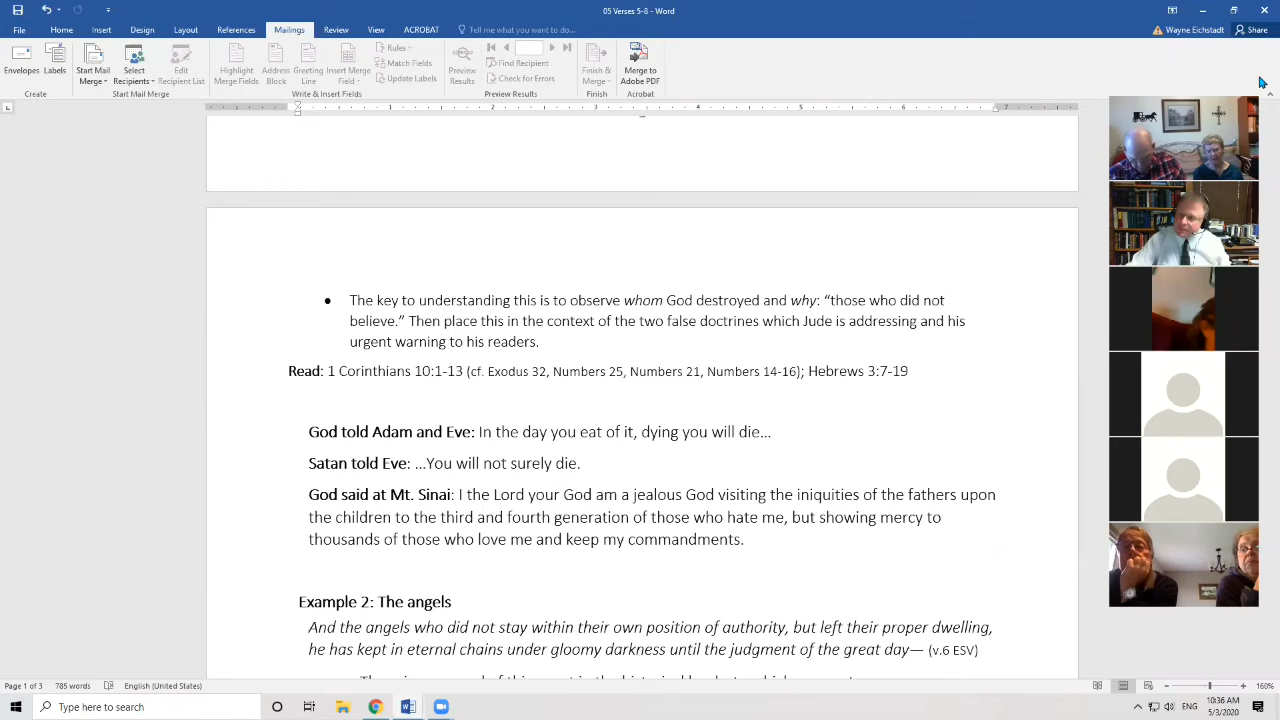 05 Verses 5-8 - Word
File Home Insert Design Layout References Mailings Review View ACROBAT Tell me what you want to do... Wayne Eichstadt Share
Envelopes Labels Start Mail Merge Select Recipients Edit Recipient List Highlight Merge Fields Address Block Greeting Line Insert Merge Field Rules Match Fields Update Labels Preview Results Find Recipient Check for Errors Finish & Merge Merge to Adobe PDF
Create Start Mail Merge Write & Insert Fields Preview Results Finish Acrobat
1 2 3 4 5 6 7
• The key to understanding this is to observe whom God destroyed and why: “those who did not
believe.” Then place this in the context of the two false doctrines which Jude is addressing and his
urgent warning to his readers.
Read: 1 Corinthians 10:1-13 (cf. Exodus 32, Numbers 25, Numbers 21, Numbers 14-16); Hebrews 3:7-19
God told Adam and Eve: In the day you eat of it, dying you will die…
Satan told Eve: …You will not surely die.
God said at Mt. Sinai: I the Lord your God am a jealous God visiting the iniquities of the fathers upon
the children to the third and fourth generation of those who hate me, but showing mercy to
thousands of those who love me and keep my commandments.
Example 2: The angels
And the angels who did not stay within their own position of authority, but left their proper dwelling,
he has kept in eternal chains under gloomy darkness until the judgment of the great day— (v.6 ESV)
Page 1 of 3 785 words English (United States) 160%
Type here to search 10:36 AM
5/3/2020